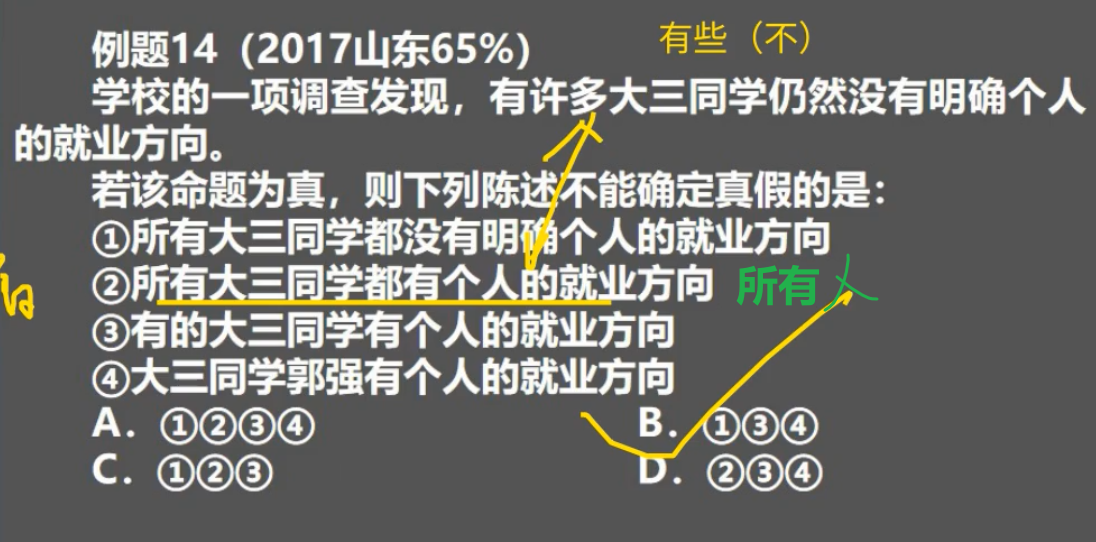 例题14（2017山东65%） 有些（不）
学校的一项调查发现，有许多大三同学仍然没有明确个人
的就业方向。
若该命题为真，则下列陈述不能确定真假的是：
①所有大三同学都没有明确个人的就业方向
②所有大三同学都有个人的就业方向 所有
③有的大三同学有个人的就业方向
④大三同学郭强有个人的就业方向
A．①②③④ B．①③④
C．①②③ D．②③④